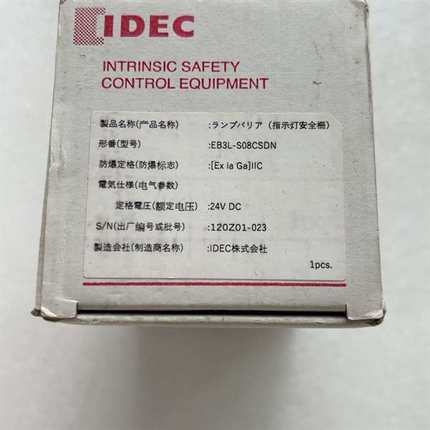 IDEC
INTRINSIC SAFETY
CONTROL EQUIPMENT
製品名称(产品名称) :ランプバリア (指示灯安全栅)
形番(型号) :EB3L-S08CSDN
防爆定格(防爆标志) :[Ex ia Ga]IIC
電気仕様(电气参数)
定格電圧(额定电压) :24V DC
S/N(出厂编号或批号) :120Z01-023
製造会社(制造商名称) :IDEC株式会社
1pcs.